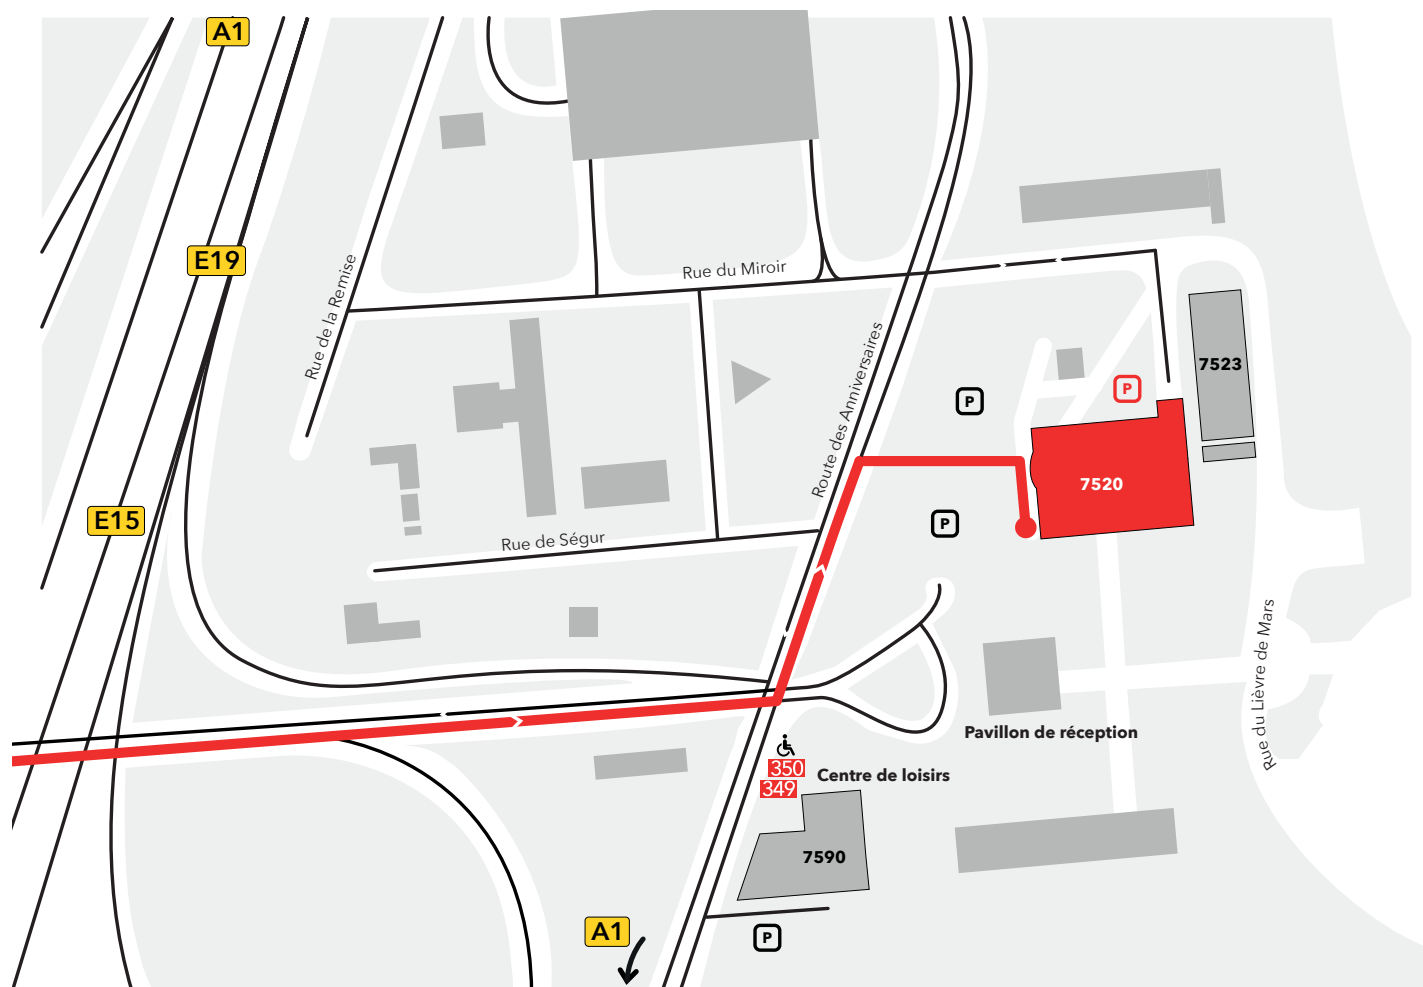 A1
E19
Rue du Miroir
Rue de la Remise
Route des Anniversaires
7523
P
P
7520
E15
P
Rue de Ségur
Rue du Lièvre de Mars
Pavillon de réception
350
349
Centre de loisirs
7590
A1
P